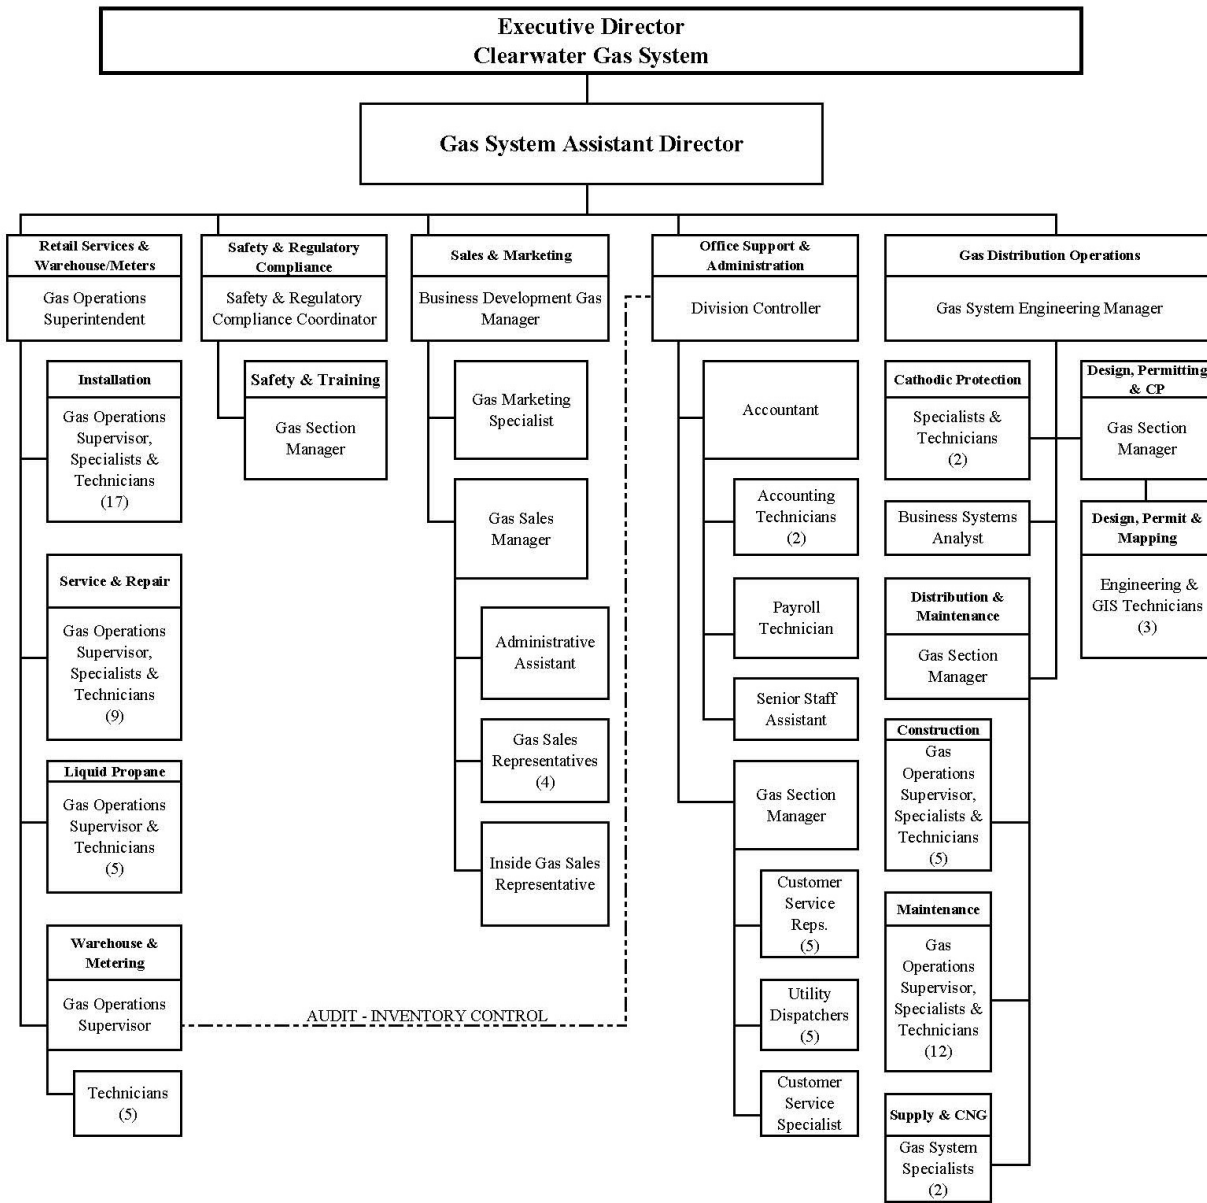 Executive Director
Clearwater Gas System
Gas System Assistant Director
Retail Services &
Warehouse/Meters
Gas Operations
Superintendent
Installation
Gas Operations
Supervisor,
Specialists &
Technicians
(17)
Service & Repair
Gas Operations
Supervisor,
Specialists &
Technicians
(9)
Liquid Propane
Gas Operations
Supervisor &
Technicians
(5)
Warehouse &
Metering
Gas Operations
Supervisor
Technicians
(5)
Safety & Regulatory
Compliance
Safety & Regulatory
Compliance Coordinator
Safety & Training
Gas Section
Manager
Sales & Marketing
Business Development Gas
Manager
Gas Marketing
Specialist
Gas Sales
Manager
Administrative
Assistant
Gas Sales
Representatives
(4)
Inside Gas Sales
Representative
AUDIT - INVENTORY CONTROL
Office Support &
Administration
Division Controller
Accountant
Accounting
Technicians
(2)
Payroll
Technician
Senior Staff
Assistant
Gas Section
Manager
Customer
Service
Reps.
(5)
Utility
Dispatchers
(5)
Customer
Service
Specialist
Gas Distribution Operations
Gas System Engineering Manager
Cathodic Protection
Specialists &
Technicians
(2)
Business Systems
Analyst
Distribution &
Maintenance
Gas Section
Manager
Construction
Gas
Operations
Supervisor,
Specialists &
Technicians
(5)
Maintenance
Gas
Operations
Supervisor,
Specialists &
Technicians
(12)
Supply & CNG
Gas System
Specialists
(2)
Design, Permitting
& CP
Gas Section
Manager
Design, Permit &
Mapping
Engineering &
GIS Technicians
(3)